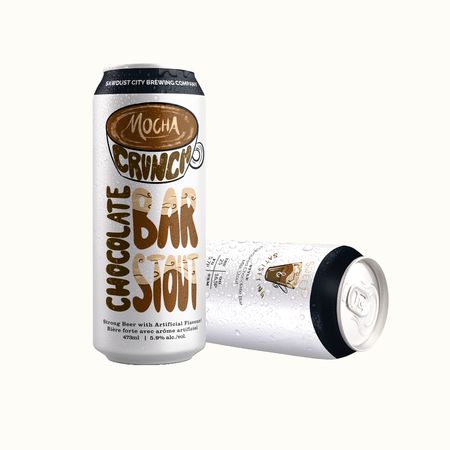 SAWDUST CITY BREWING COMPANY
MOCHA
CRUNCH
CHOCOLATE
BAR
STOUT
Strong Beer with Artificial Flavour
Bière forte avec arôme artificiel
473ml | 5.9% alc./vol.